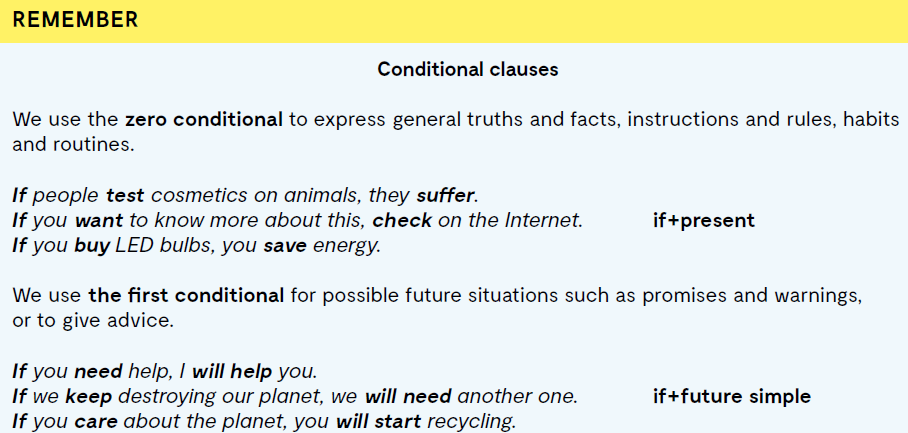 REMEMBER
Conditional clauses
We use the zero conditional to express general truths and facts, instructions and rules, habits
and routines.
If people test cosmetics on animals, they suffer.
If you want to know more about this, check on the Internet. if+present
If you buy LED bulbs, you save energy.
We use the first conditional for possible future situations such as promises and warnings,
or to give advice.
If you need help, I will help you.
If we keep destroying our planet, we will need another one. if+future simple
If you care about the planet, you will start recycling.